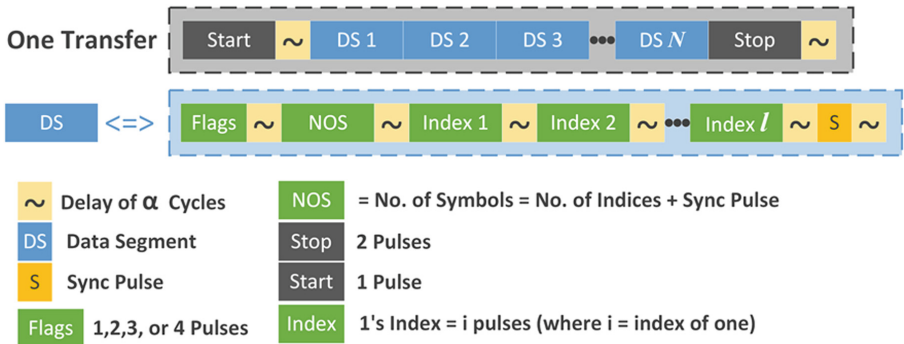 One Transfer Start ~ DS 1 DS 2 DS 3 ••• DS N Stop ~
DS <=> Flags ~ NOS ~ Index 1 ~ Index 2 ~ ••• Index l ~ S ~
~ Delay of α Cycles
DS Data Segment
S Sync Pulse
Flags 1,2,3, or 4 Pulses
NOS = No. of Symbols = No. of Indices + Sync Pulse
Stop 2 Pulses
Start 1 Pulse
Index 1's Index = i pulses (where i = index of one)